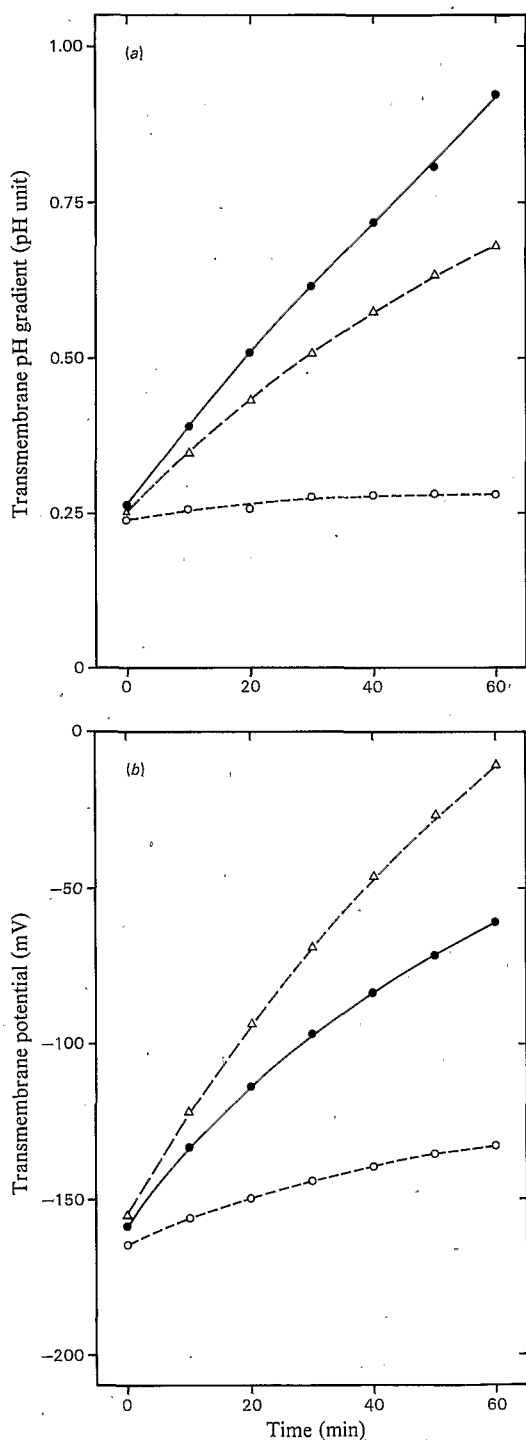 (a)
Transmembrane pH gradient (pH unit)
1.00
0.75
0.50
0.25
0
0 20 40 60
(b)
Transmembrane potential (mV)
0
−50
−100
−150
−200
0 20 40 60
Time (min)